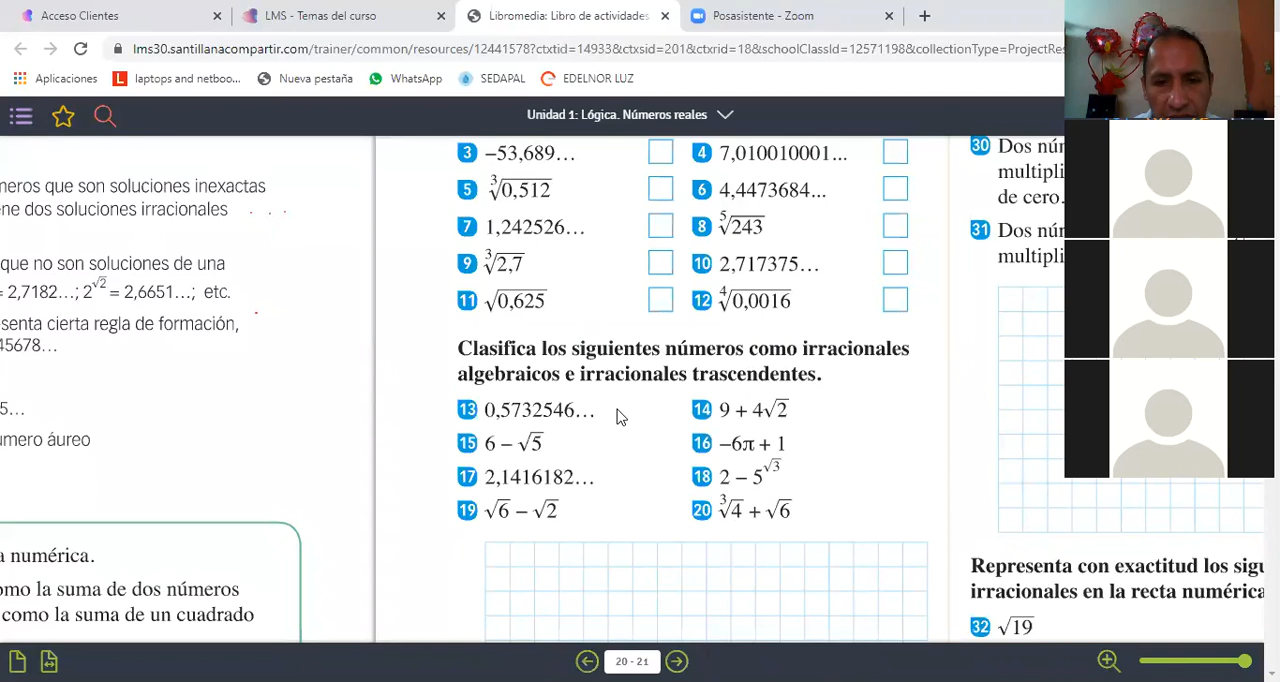 Acceso Clientes
LMS - Temas del curso
Libromedia: Libro de actividades
Posasistente - Zoom
lms30.santillanacompartir.com/trainer/common/resources/12441578?ctxtid=14933&ctxsid=201&ctxrid=18&schoolClassId=12571198&collectionType=ProjectRes
Aplicaciones
laptops and netboo...
Nueva pestaña
WhatsApp
SEDAPAL
EDELNOR LUZ
Unidad 1: Lógica. Números reales
meros que son soluciones inexactas
ene dos soluciones irracionales
que no son soluciones de una
= 2,7182…; 2^√2 = 2,6651…; etc.
senta cierta regla de formación,
45678…
5…
úmero áureo
a numérica.
omo la suma de dos números
como la suma de un cuadrado
3 −53,689… 4 7,010010001...
5 ∛0,512 6 4,4473684...
7 1,242526… 8 ⁵√243
9 ∛2,7 10 2,717375…
11 √0,625 12 ⁴√0,0016
Clasifica los siguientes números como irracionales
algebraicos e irracionales trascendentes.
13 0,5732546… 14 9 + 4√2
15 6 − √5 16 −6π + 1
17 2,1416182… 18 2 − 5^√3
19 √6 − √2 20 ∛4 + √6
30 Dos núm
multipli
de cero.
31 Dos núm
multipli
Representa con exactitud los sigu
irracionales en la recta numérica
32 √19
20 - 21